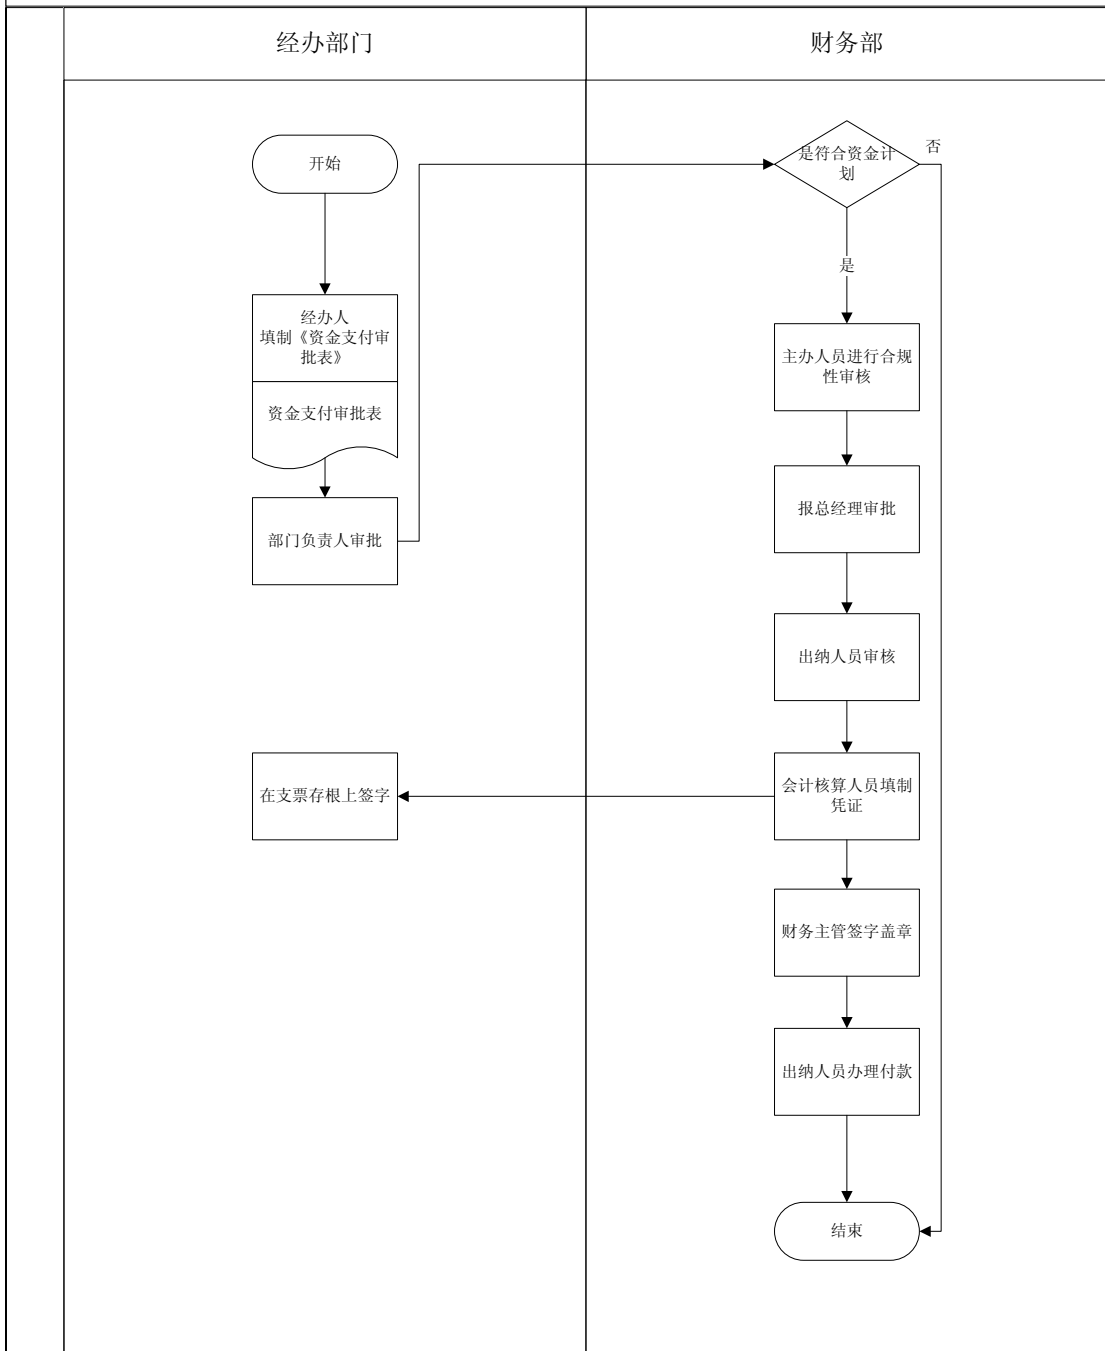 经办部门
财务部
开始
经办人
填制《资金支付审
批表》
资金支付审批表
部门负责人审批
在支票存根上签字
是符合资金计
划
否
是
主办人员进行合规
性审核
报总经理审批
出纳人员审核
会计核算人员填制
凭证
财务主管签字盖章
出纳人员办理付款
结束